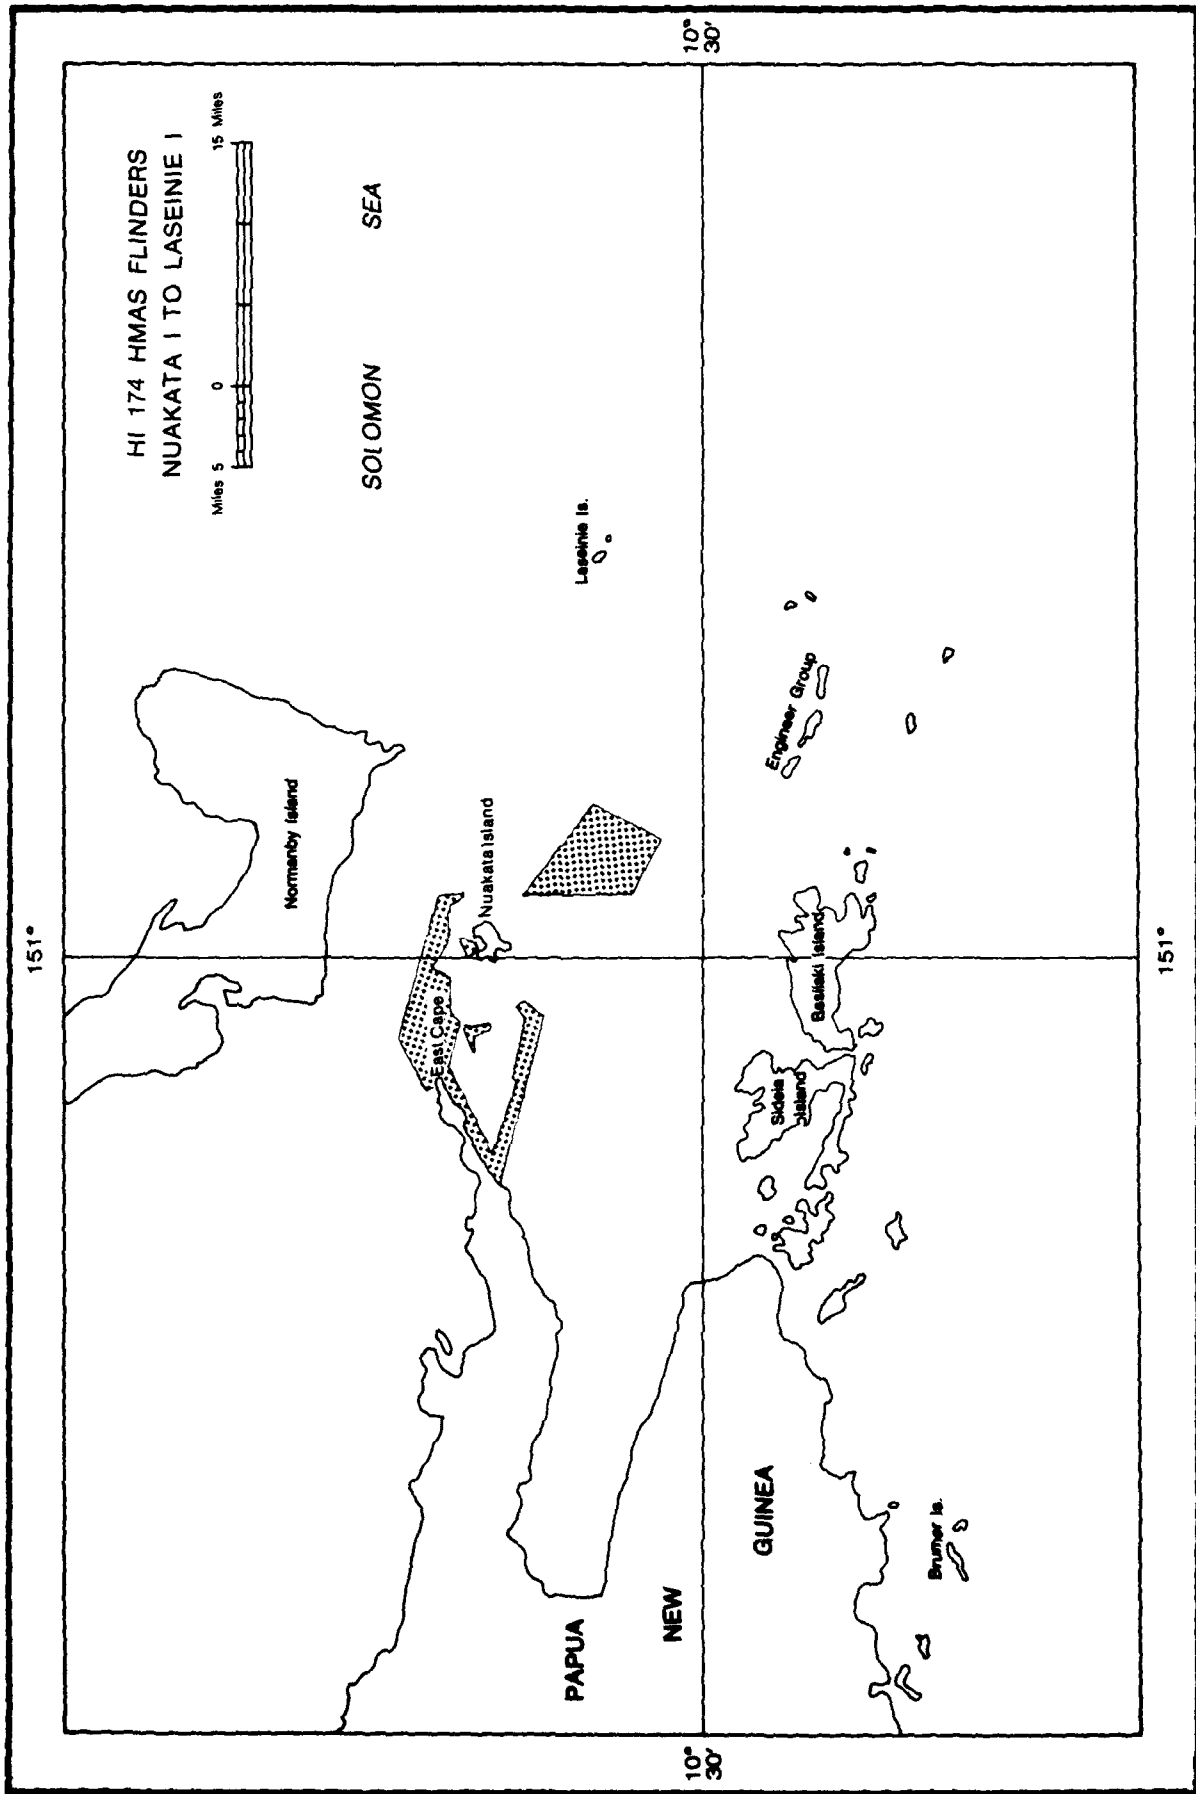 HI 174 HMAS FLINDERS
NUAKATA I TO LASEINIE I
Miles 5
0
15 Miles
SOLOMON
SEA
151°
Normanby Island
Nuakata Island
East Cape
Laseinie Is.
10°
30'
10°
30'
Engineer Group
Basilaki Island
Sideia
Island
PAPUA
NEW
GUINEA
Brumer Is.
151°